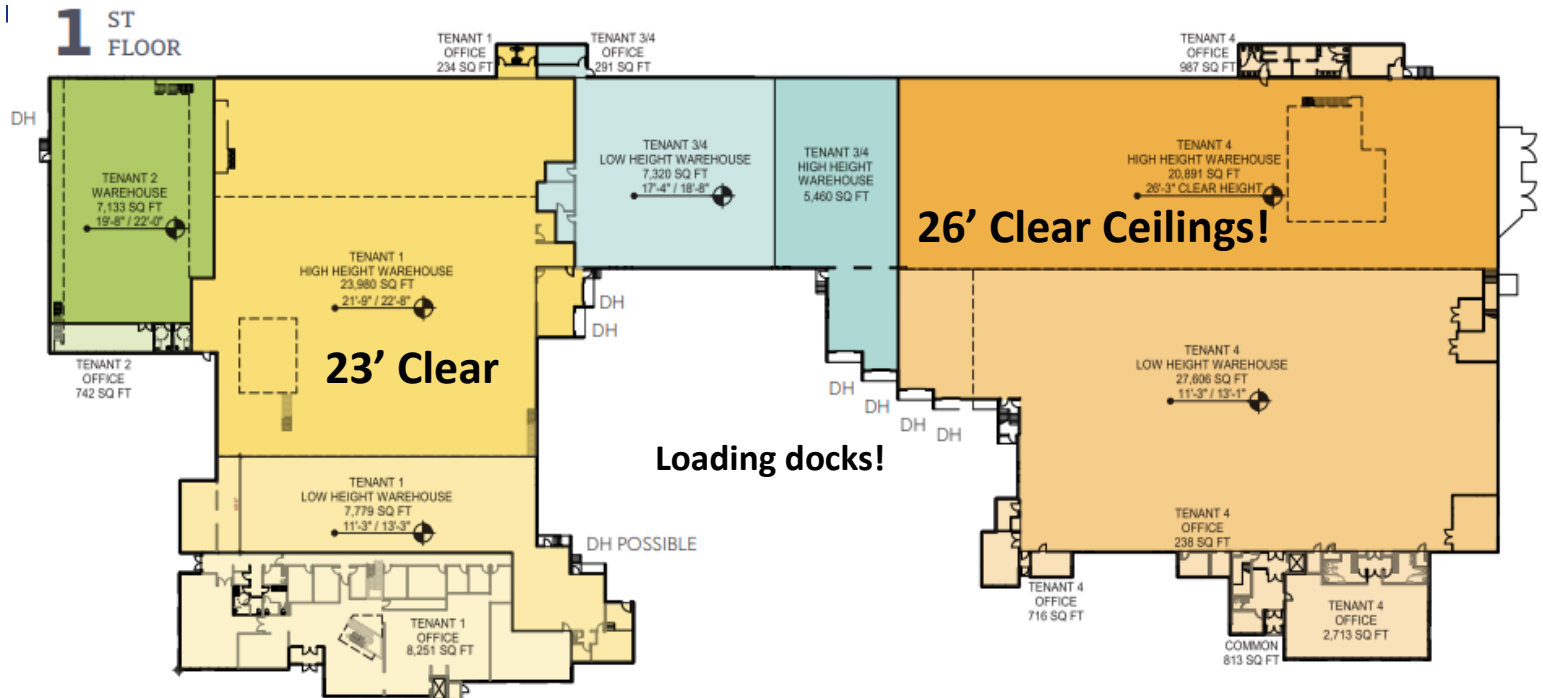 1 ST
FLOOR
TENANT 1
OFFICE
234 SQ FT
TENANT 3/4
OFFICE
291 SQ FT
TENANT 4
OFFICE
987 SQ FT
DH
TENANT 2
WAREHOUSE
7,133 SQ FT
19'-8" / 22'-0"
TENANT 3/4
LOW HEIGHT WAREHOUSE
7,320 SQ FT
17'-4" / 18'-8"
TENANT 3/4
HIGH HEIGHT
WAREHOUSE
5,460 SQ FT
TENANT 4
HIGH HEIGHT WAREHOUSE
20,891 SQ FT
26'-3" CLEAR HEIGHT
26’ Clear Ceilings!
TENANT 1
HIGH HEIGHT WAREHOUSE
23,980 SQ FT
21'-9" / 22'-8"
DH
DH
23’ Clear
TENANT 2
OFFICE
742 SQ FT
TENANT 4
LOW HEIGHT WAREHOUSE
27,606 SQ FT
11'-3" / 13'-1"
DH
DH
DH
DH
Loading docks!
TENANT 1
LOW HEIGHT WAREHOUSE
7,779 SQ FT
11'-3" / 13'-3"
DH POSSIBLE
TENANT 4
OFFICE
238 SQ FT
TENANT 4
OFFICE
716 SQ FT
TENANT 1
OFFICE
8,251 SQ FT
TENANT 4
OFFICE
2,713 SQ FT
COMMON
813 SQ FT